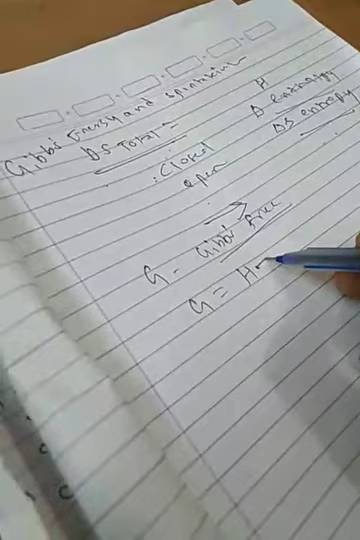 Gibbs Energy and spontaneity
ΔS Total =
H
Δ enthalpy
ΔS entropy
: Closed
open
G - Gibbs Free
G = H-